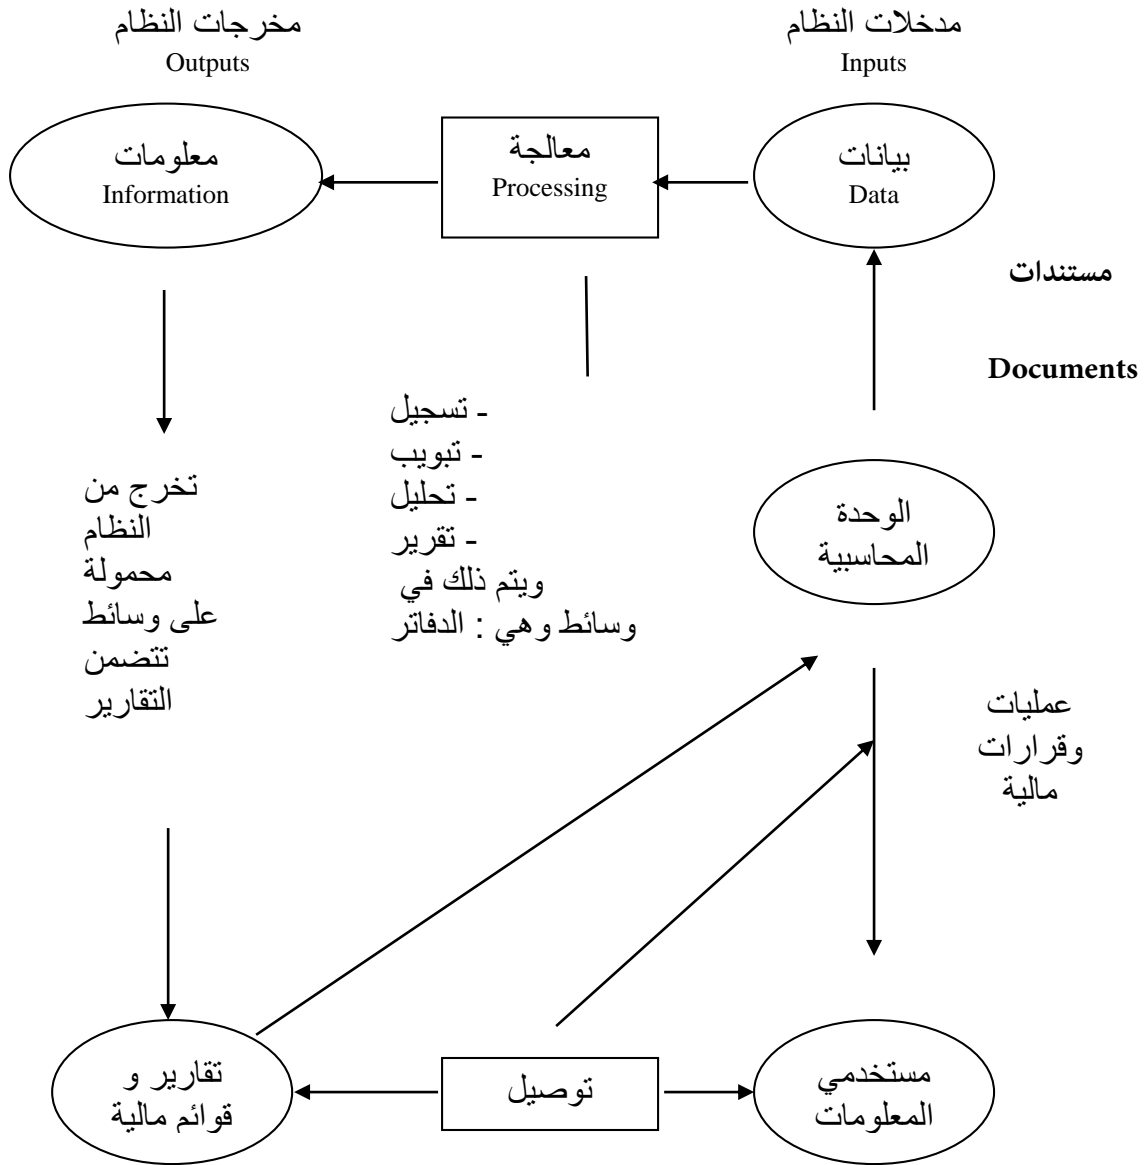 مدخلات النظام
Inputs
مخرجات النظام
Outputs
بيانات
Data
معالجة
Processing
معلومات
Information
مستندات
Documents
- تسجيل
- تبويب
- تحليل
- تقرير
ويتم ذلك في
وسائط وهي : الدفاتر
تخرج من
النظام
محمولة
على وسائط
تتضمن
التقارير
الوحدة
المحاسبية
عمليات
وقرارات
مالية
مستخدمي
المعلومات
توصيل
تقارير و
قوائم مالية